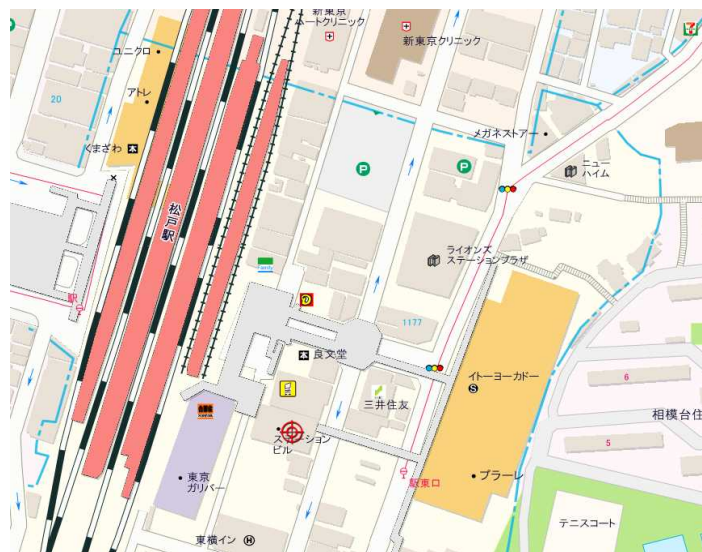 新東京
ハートクリニック
新東京クリニック
ユニクロ
20
アトレ
メガネストアー
くまざわ
本
P
P
ニュー
ハイム
松戸駅
ライオンズ
ステーションプラザ
Family
駅
1177
本
良文堂
イトーヨーカドー
S
6
三井住友
相模台住
ステーション
ビル
5
東京
ガリバー
駅東口
プラーレ
テニスコート
東横イン
H